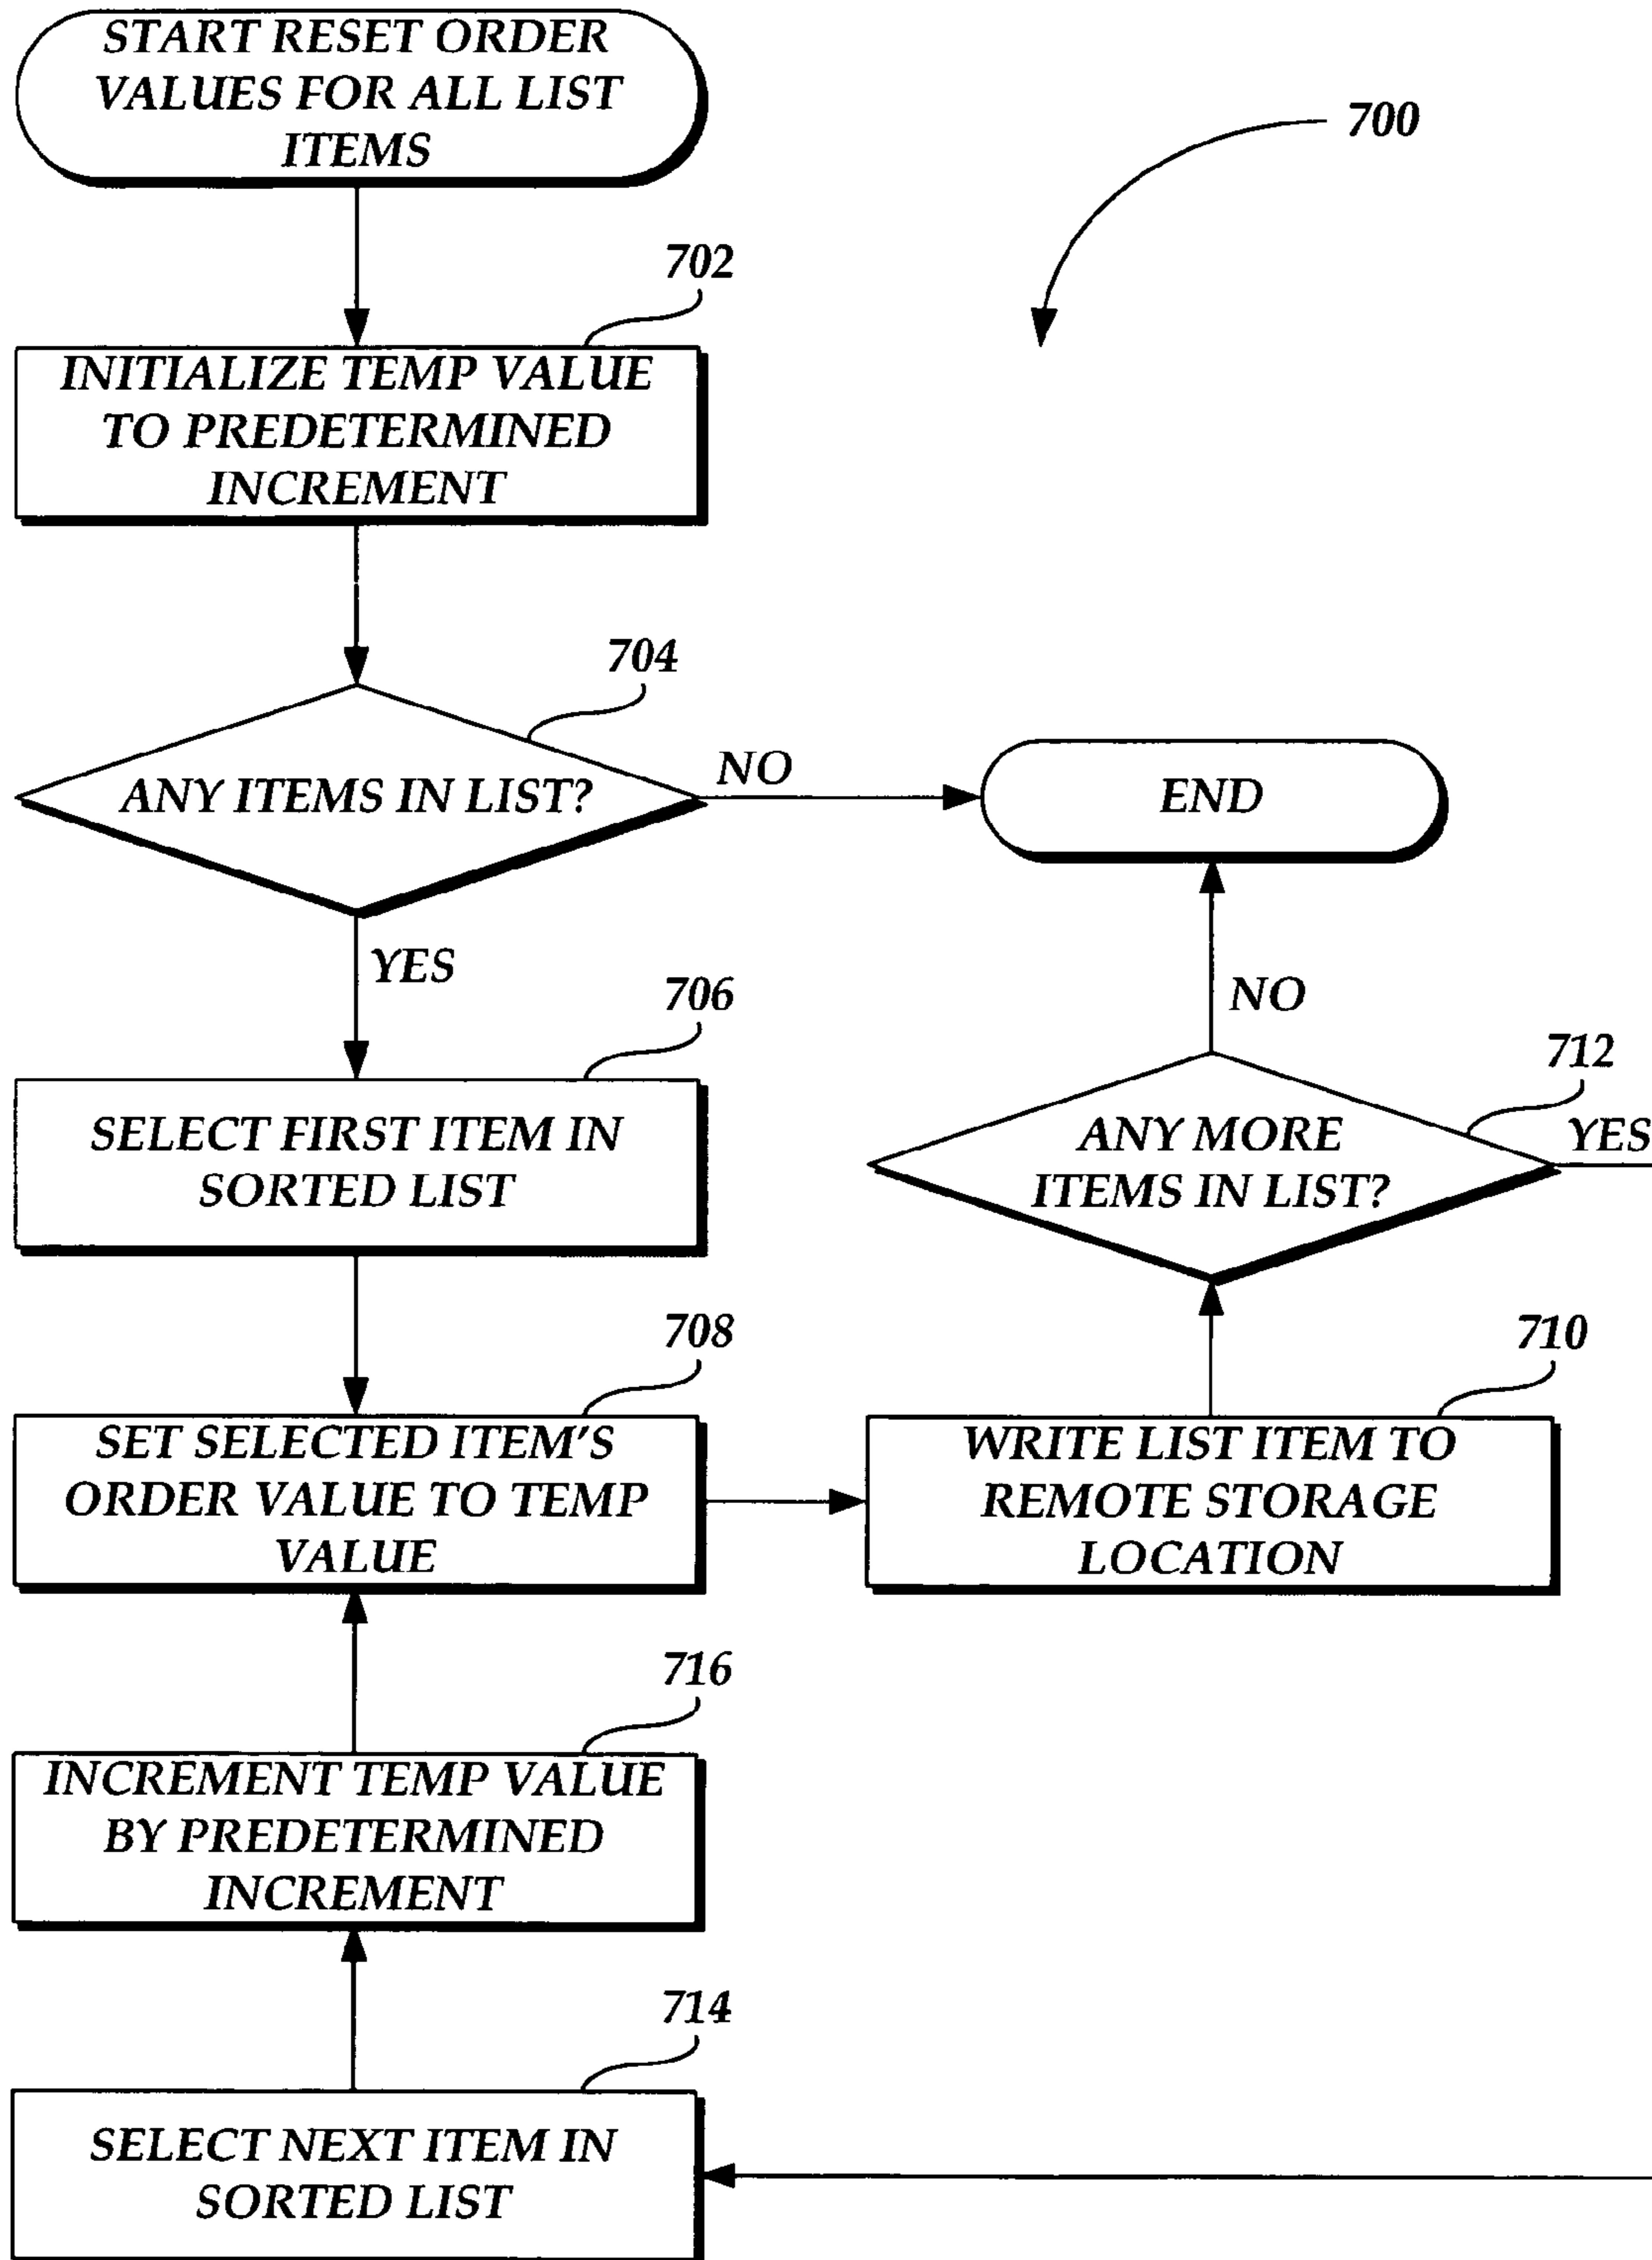 START RESET ORDER
VALUES FOR ALL LIST
ITEMS
700
702
INITIALIZE TEMP VALUE
TO PREDETERMINED
INCREMENT
704
ANY ITEMS IN LIST?
NO
END
YES
706
SELECT FIRST ITEM IN
SORTED LIST
NO
712
ANY MORE
ITEMS IN LIST?
YES
708
SET SELECTED ITEM'S
ORDER VALUE TO TEMP
VALUE
710
WRITE LIST ITEM TO
REMOTE STORAGE
LOCATION
716
INCREMENT TEMP VALUE
BY PREDETERMINED
INCREMENT
714
SELECT NEXT ITEM IN
SORTED LIST